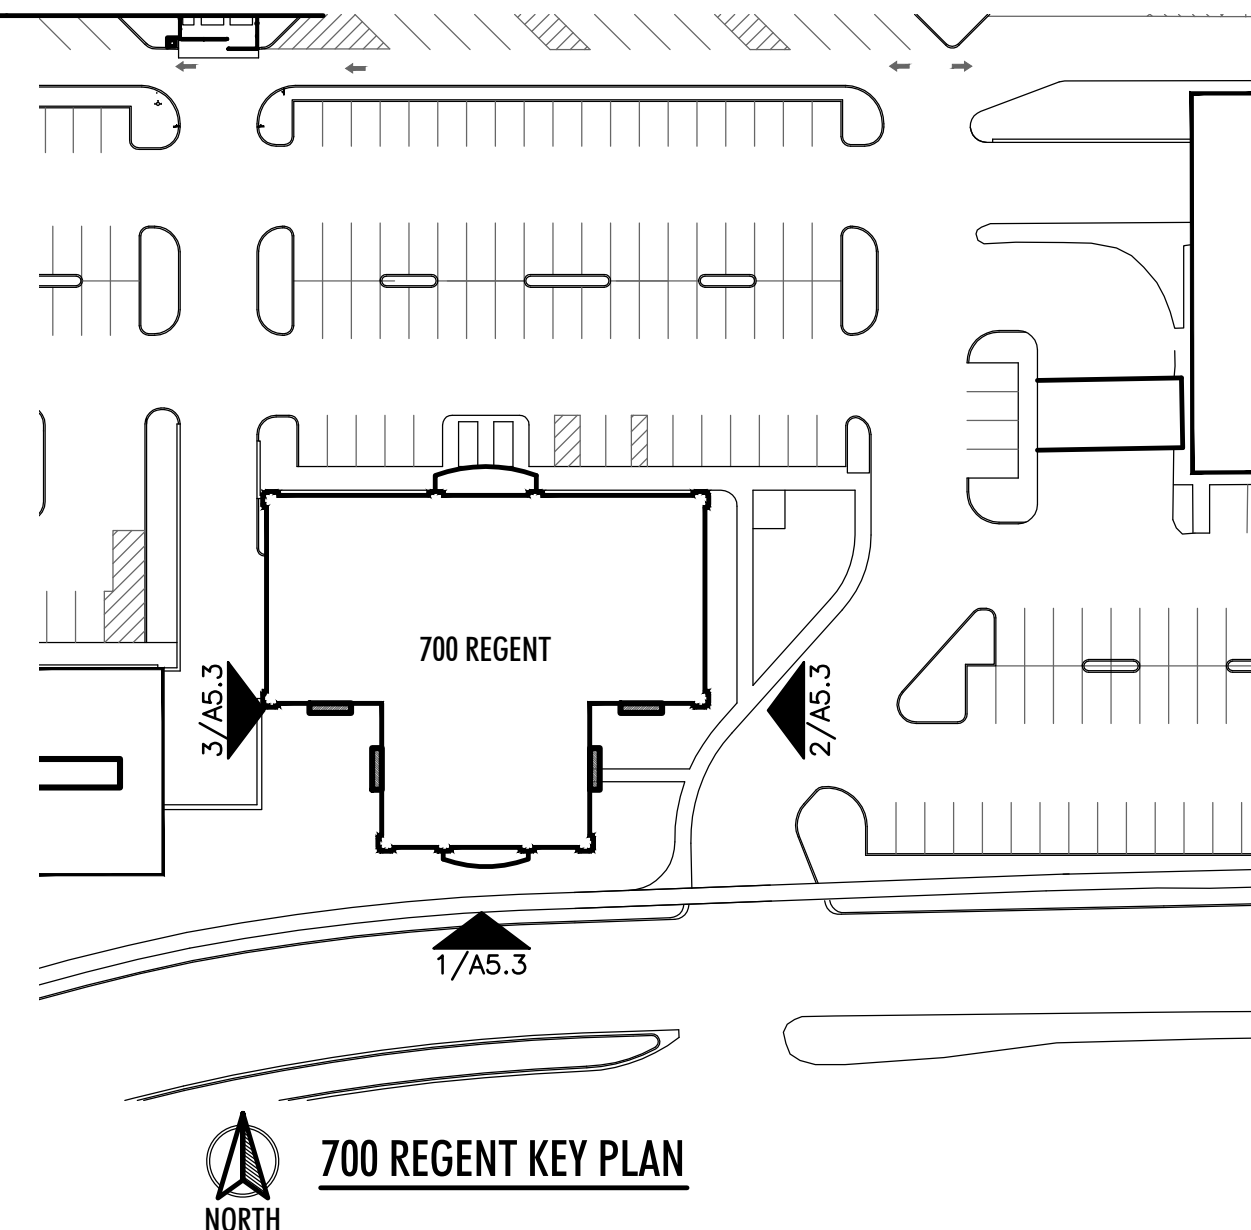 700 REGENT
3/A5.3
2/A5.3
1/A5.3
700 REGENT KEY PLAN
NORTH